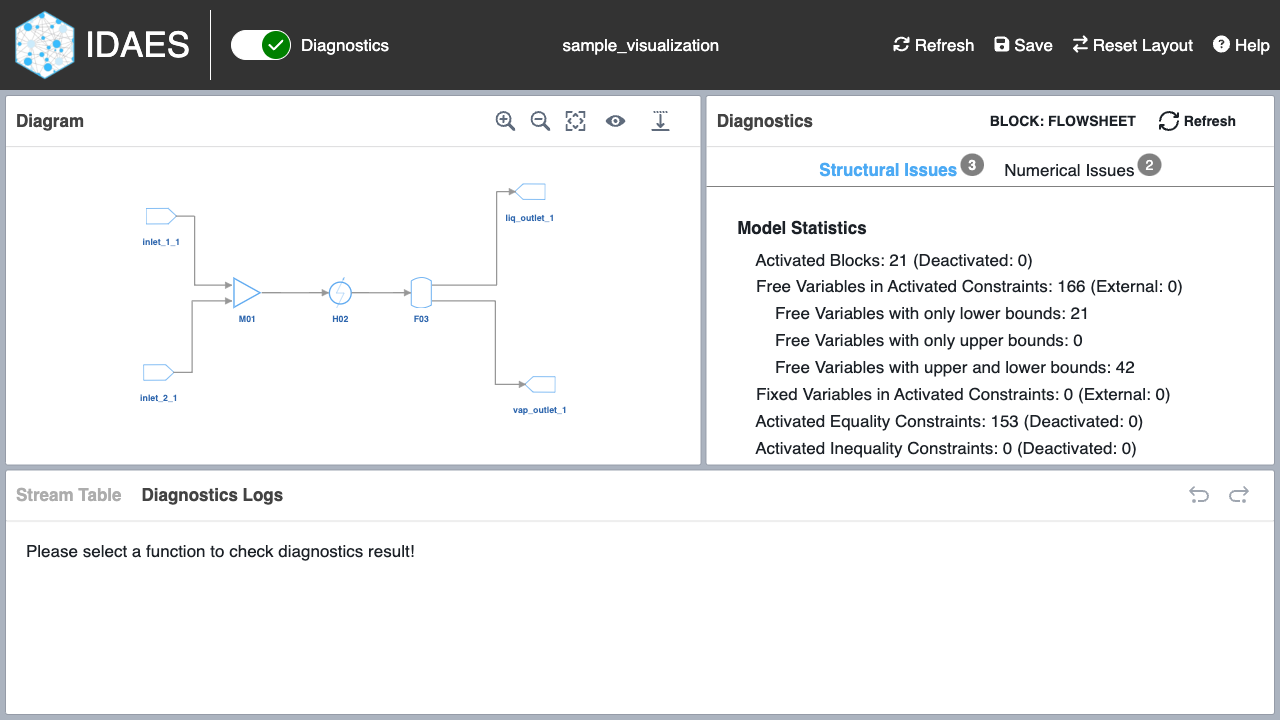 IDAES
Diagnostics
sample_visualization
Refresh
Save
Reset Layout
Help
Diagram
inlet_1_1
liq_outlet_1
M01
H02
F03
inlet_2_1
vap_outlet_1
Diagnostics
BLOCK: FLOWSHEET
Refresh
Structural Issues 3
Numerical Issues 2
Model Statistics
Activated Blocks: 21 (Deactivated: 0)
Free Variables in Activated Constraints: 166 (External: 0)
Free Variables with only lower bounds: 21
Free Variables with only upper bounds: 0
Free Variables with upper and lower bounds: 42
Fixed Variables in Activated Constraints: 0 (External: 0)
Activated Equality Constraints: 153 (Deactivated: 0)
Activated Inequality Constraints: 0 (Deactivated: 0)
Stream Table
Diagnostics Logs
Please select a function to check diagnostics result!